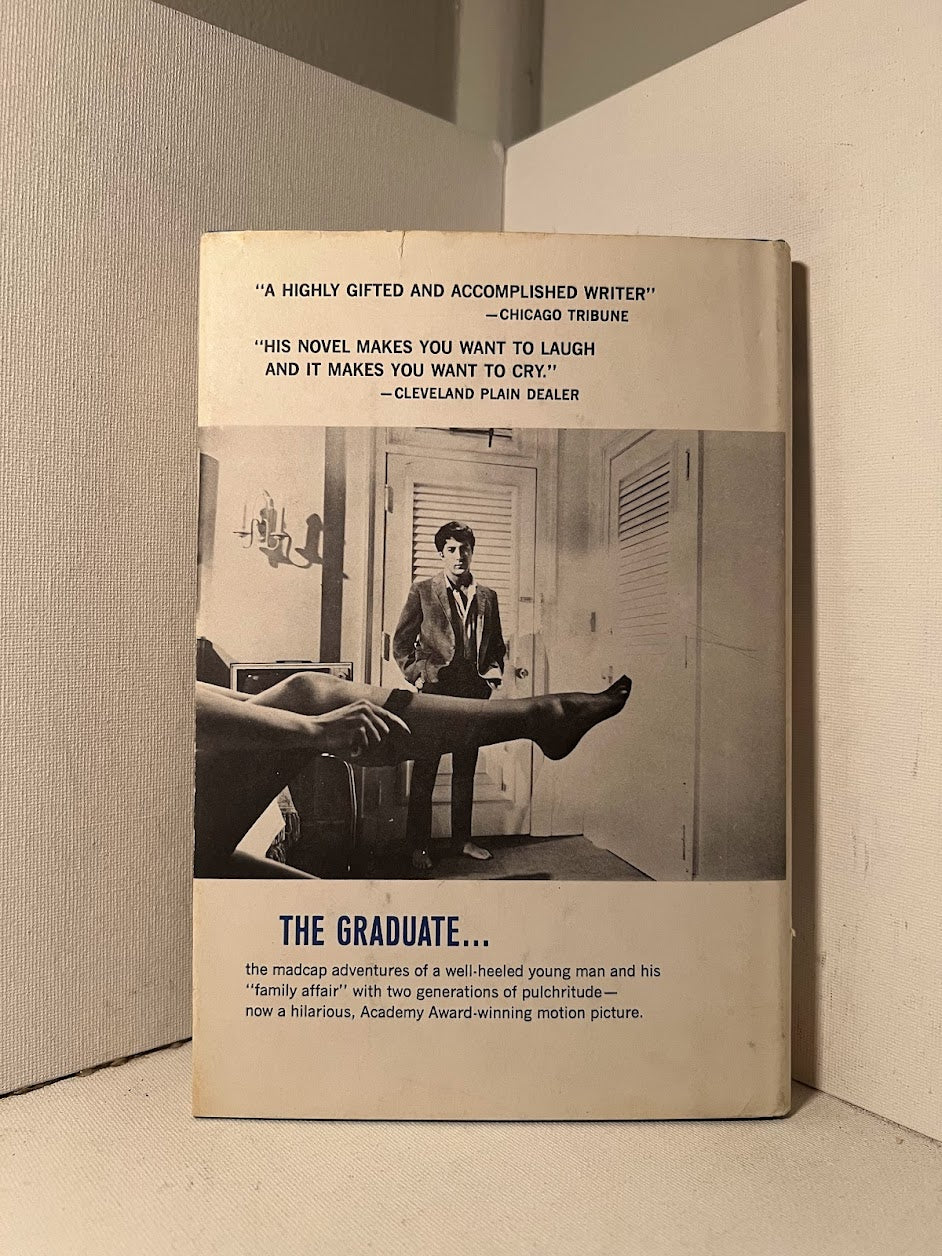 “A HIGHLY GIFTED AND ACCOMPLISHED WRITER”
—CHICAGO TRIBUNE
“HIS NOVEL MAKES YOU WANT TO LAUGH
AND IT MAKES YOU WANT TO CRY.”
—CLEVELAND PLAIN DEALER
THE GRADUATE...
the madcap adventures of a well-heeled young man and his
“family affair” with two generations of pulchritude—
now a hilarious, Academy Award-winning motion picture.